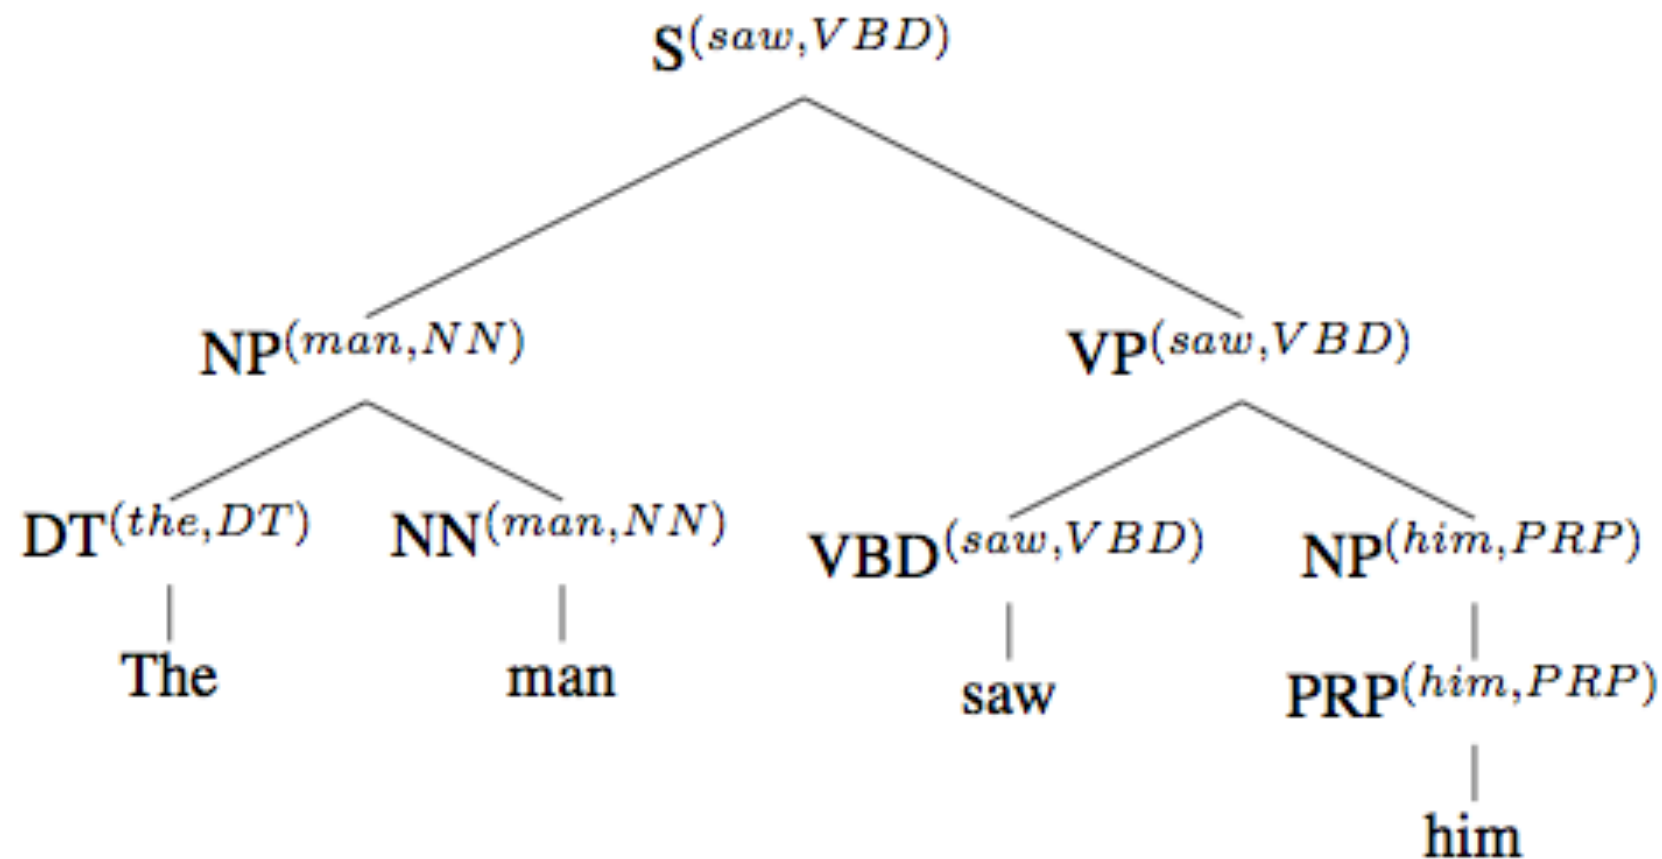 S(saw,VBD)
NP(man,NN) VP(saw,VBD)
DT(the,DT) NN(man,NN) VBD(saw,VBD) NP(him,PRP)
The man saw PRP(him,PRP)
him